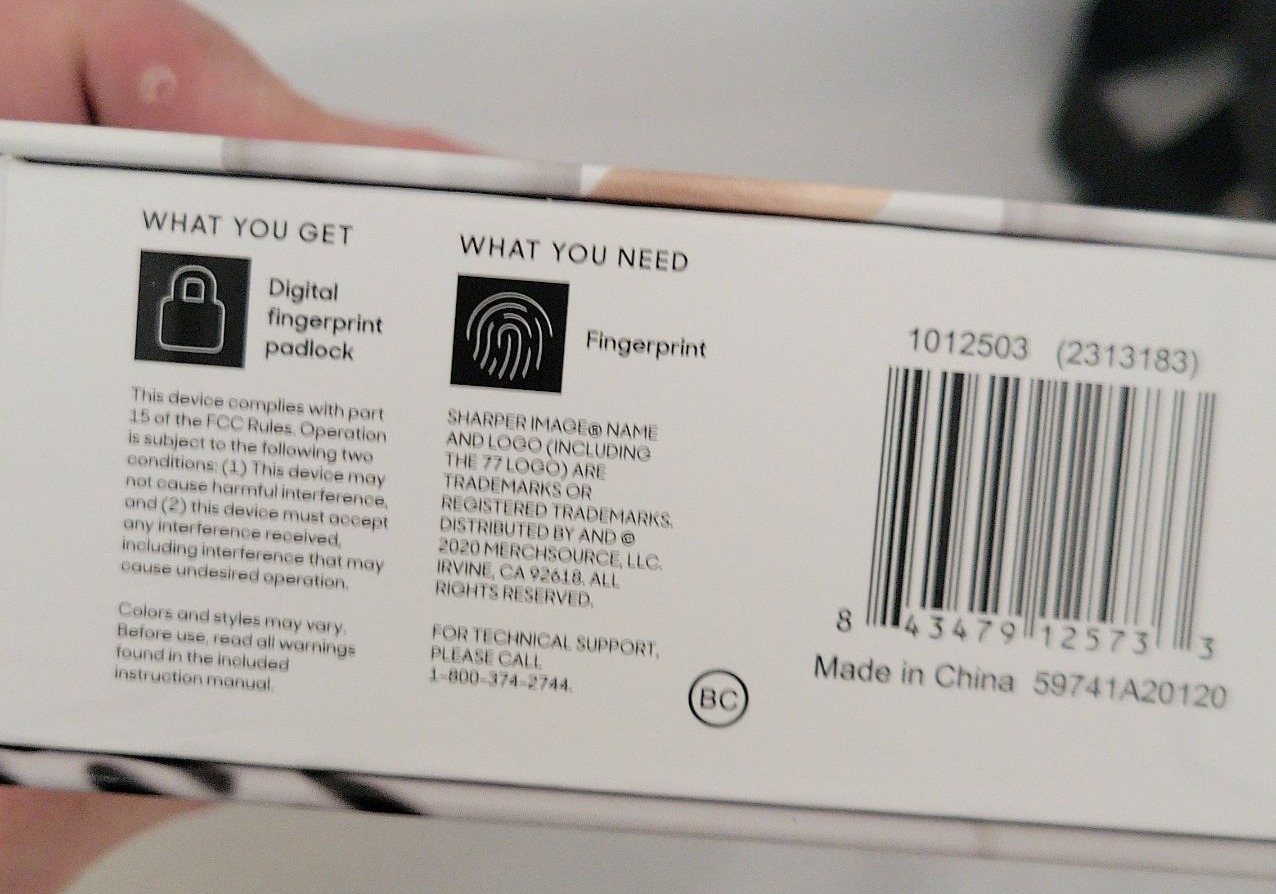 WHAT YOU GET
Digital
fingerprint
padlock
This device complies with part
15 of the FCC Rules. Operation
is subject to the following two
conditions: (1) This device may
not cause harmful interference,
and (2) this device must accept
any interference received,
including interference that may
cause undesired operation.
Colors and styles may vary.
Before use, read all warnings
found in the included
instruction manual.
WHAT YOU NEED
Fingerprint
SHARPER IMAGE® NAME
AND LOGO (INCLUDING
THE 77 LOGO) ARE
TRADEMARKS OR
REGISTERED TRADEMARKS.
DISTRIBUTED BY AND ©
2020 MERCHSOURCE, LLC.
IRVINE, CA 92618. ALL
RIGHTS RESERVED.
FOR TECHNICAL SUPPORT,
PLEASE CALL
1-800-374-2744.
BC
1012503 (2313183)
8 43479 12573 3
Made in China 59741A20120